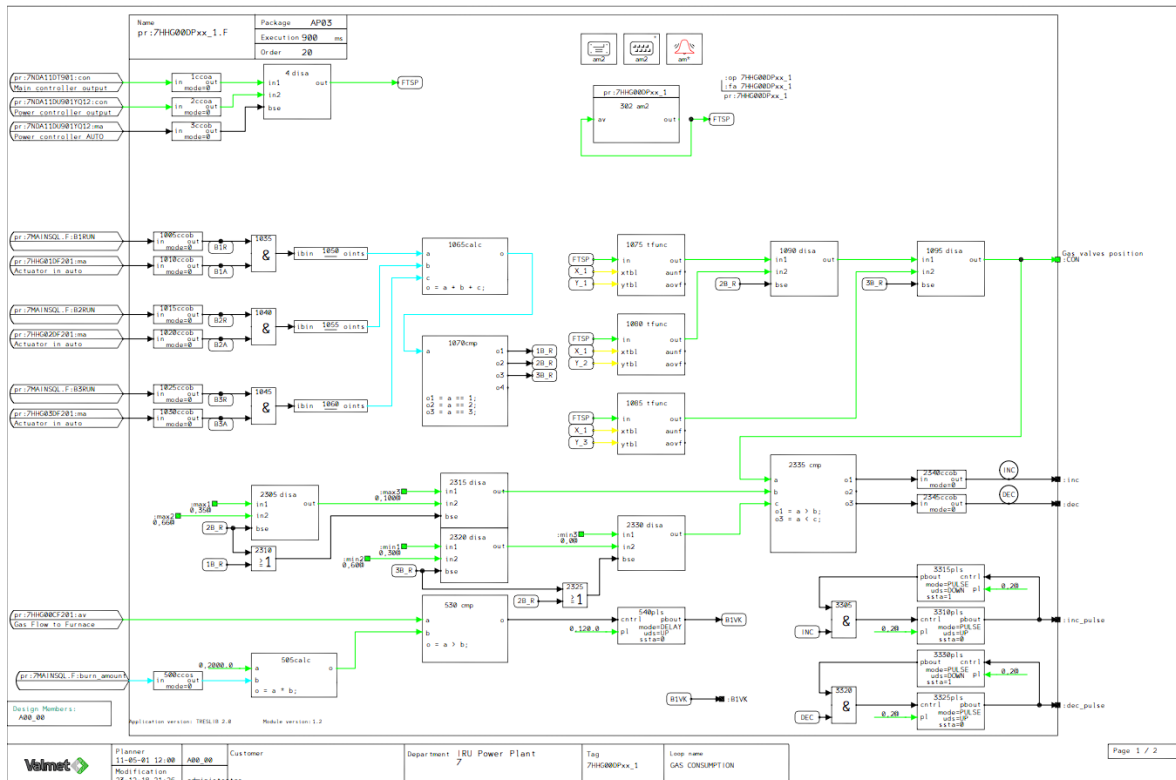 Name
pr:7HHG00DPxx_1.F
Package AP03
Execution 900 ms
Order 20
pr:7NDA11DT901:con
Main controller output
pr:7NDA11DU901YQ12:con
Power controller output
pr:7NDA11DU901YQ12:ma
Power controller AUTO
1ccoa
in out
mode=0
2ccoa
in out
mode=0
3ccob
in out
mode=0
4 disa
in1 out
in2
bse
FTSP
am2
am2
am*
pr:7HHG00DPxx_1
302 am2
av out
FTSP
:op 7HHG00DPxx_1
:fa 7HHG00DPxx_1
pr:7HHG00DPxx_1
pr:7MAINSQL.F:B1RUN
pr:7HHG01DF201:ma
Actuator in auto
1005ccob
in out
mode=0
B1R
1010ccob
in out
mode=0
B1A
1035
&
ibin 1050 oints
pr:7MAINSQL.F:B2RUN
pr:7HHG02DF201:ma
Actuator in auto
1015ccob
in out
mode=0
B2R
1020ccob
in out
mode=0
B2A
1040
&
ibin 1055 oints
pr:7MAINSQL.F:B3RUN
pr:7HHG03DF201:ma
Actuator in auto
1025ccob
in out
mode=0
B3R
1030ccob
in out
mode=0
B3A
1045
&
ibin 1060 oints
1065calc
a o
b
c
o = a + b + c;
1070cmp
a
o1 1B_R
o2 2B_R
o3 3B_R
o4
o1 = a == 1;
o2 = a == 2;
o3 = a == 3;
1075 tfunc
FTSP in out
X_1 xtbl aunf
Y_1 ytbl aovf
1080 tfunc
FTSP in out
X_1 xtbl aunf
Y_2 ytbl aovf
1085 tfunc
FTSP in out
X_1 xtbl aunf
Y_3 ytbl aovf
1090 disa
in1 out
in2
2B_R bse
1095 disa
in1 out
in2
3B_R bse
Gas valves position
:CON
2305 disa
:max1
0,350
in1 out
:max2
0,660
in2
2B_R bse
2310
≥1
1B_R
2315 disa
:max3
0,1000
in1 out
in2
bse
2320 disa
:min1
0,300
in1 out
:min2
0,600
in2
3B_R bse
2325
≥1
2B_R
2330 disa
:min3
0,00
in1 out
in2
bse
2335 cmp
a o1
b o2
c o3
o1 = a > b;
o3 = a < c;
2340ccob
in out
mode=0
INC
:inc
2345ccob
in out
mode=0
DEC
:dec
pr:7HHG00CF201:av
Gas Flow to Furnace
530 cmp
a o
b
o = a > b;
540pls
cntrl pbout
0,120.0 pl mode=DELAY
uds=UP
ssta=0
B1VK
pr:7MAINSQL.F:burn_amount
500ccos
in out
mode=0
0,2000.0
505calc
a o
b
o = a * b;
B1VK :B1VK
3315pls
pbout cntrl
mode=PULSE pl 0,20
uds=DOWN
ssta=1
3305
&
INC
3310pls
cntrl pbout
0,20 pl mode=PULSE
uds=UP
ssta=0
:inc_pulse
3330pls
pbout cntrl
mode=PULSE
uds=DOWN pl 0,20
ssta=1
3320
&
DEC
3325pls
cntrl pbout
0,20 pl mode=PULSE
uds=UP
ssta=0
:dec_pulse
Design Members:
A00_00
Application version: TRESLIB 2.0 Module version: 1.2
Valmet
Planner
11-05-01 12:00 A00_00
Modification
Customer
Department IRU Power Plant
7
Tag
7HHG00DPxx_1
Loop name
GAS CONSUMPTION
Page 1 / 2